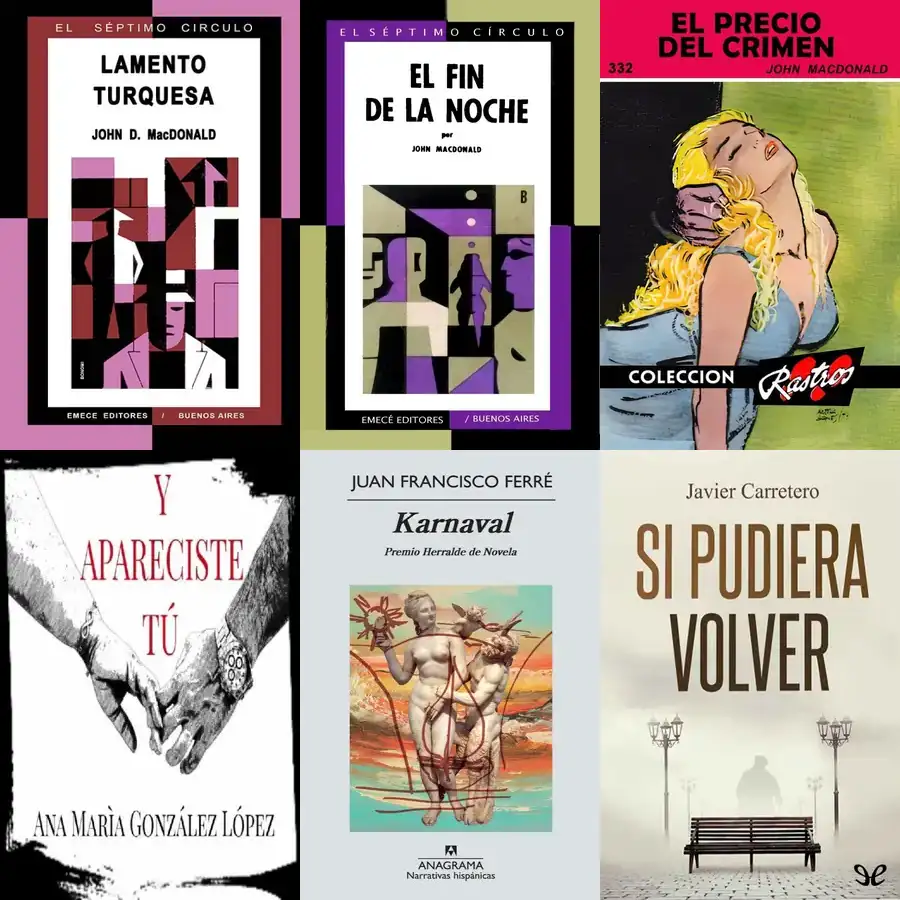 EL SÉPTIMO CIRCULO
LAMENTO
TURQUESA
JOHN D. MacDONALD
EMECE EDITORES / BUENOS AIRES
EL SÉPTIMO CÍRCULO
EL FIN
DE LA NOCHE
por
JOHN MACDONALD
B
EMECÉ EDITORES / BUENOS AIRES
EL PRECIO
DEL CRIMEN
332
JOHN MACDONALD
COLECCION
Rastros
Y
APARECISTE
TÚ
ANA MARÌA GONZÁLEZ LÓPEZ
JUAN FRANCISCO FERRÉ
Karnaval
Premio Herralde de Novela
ANAGRAMA
Narrativas hispánicas
Javier Carretero
SI PUDIERA
VOLVER